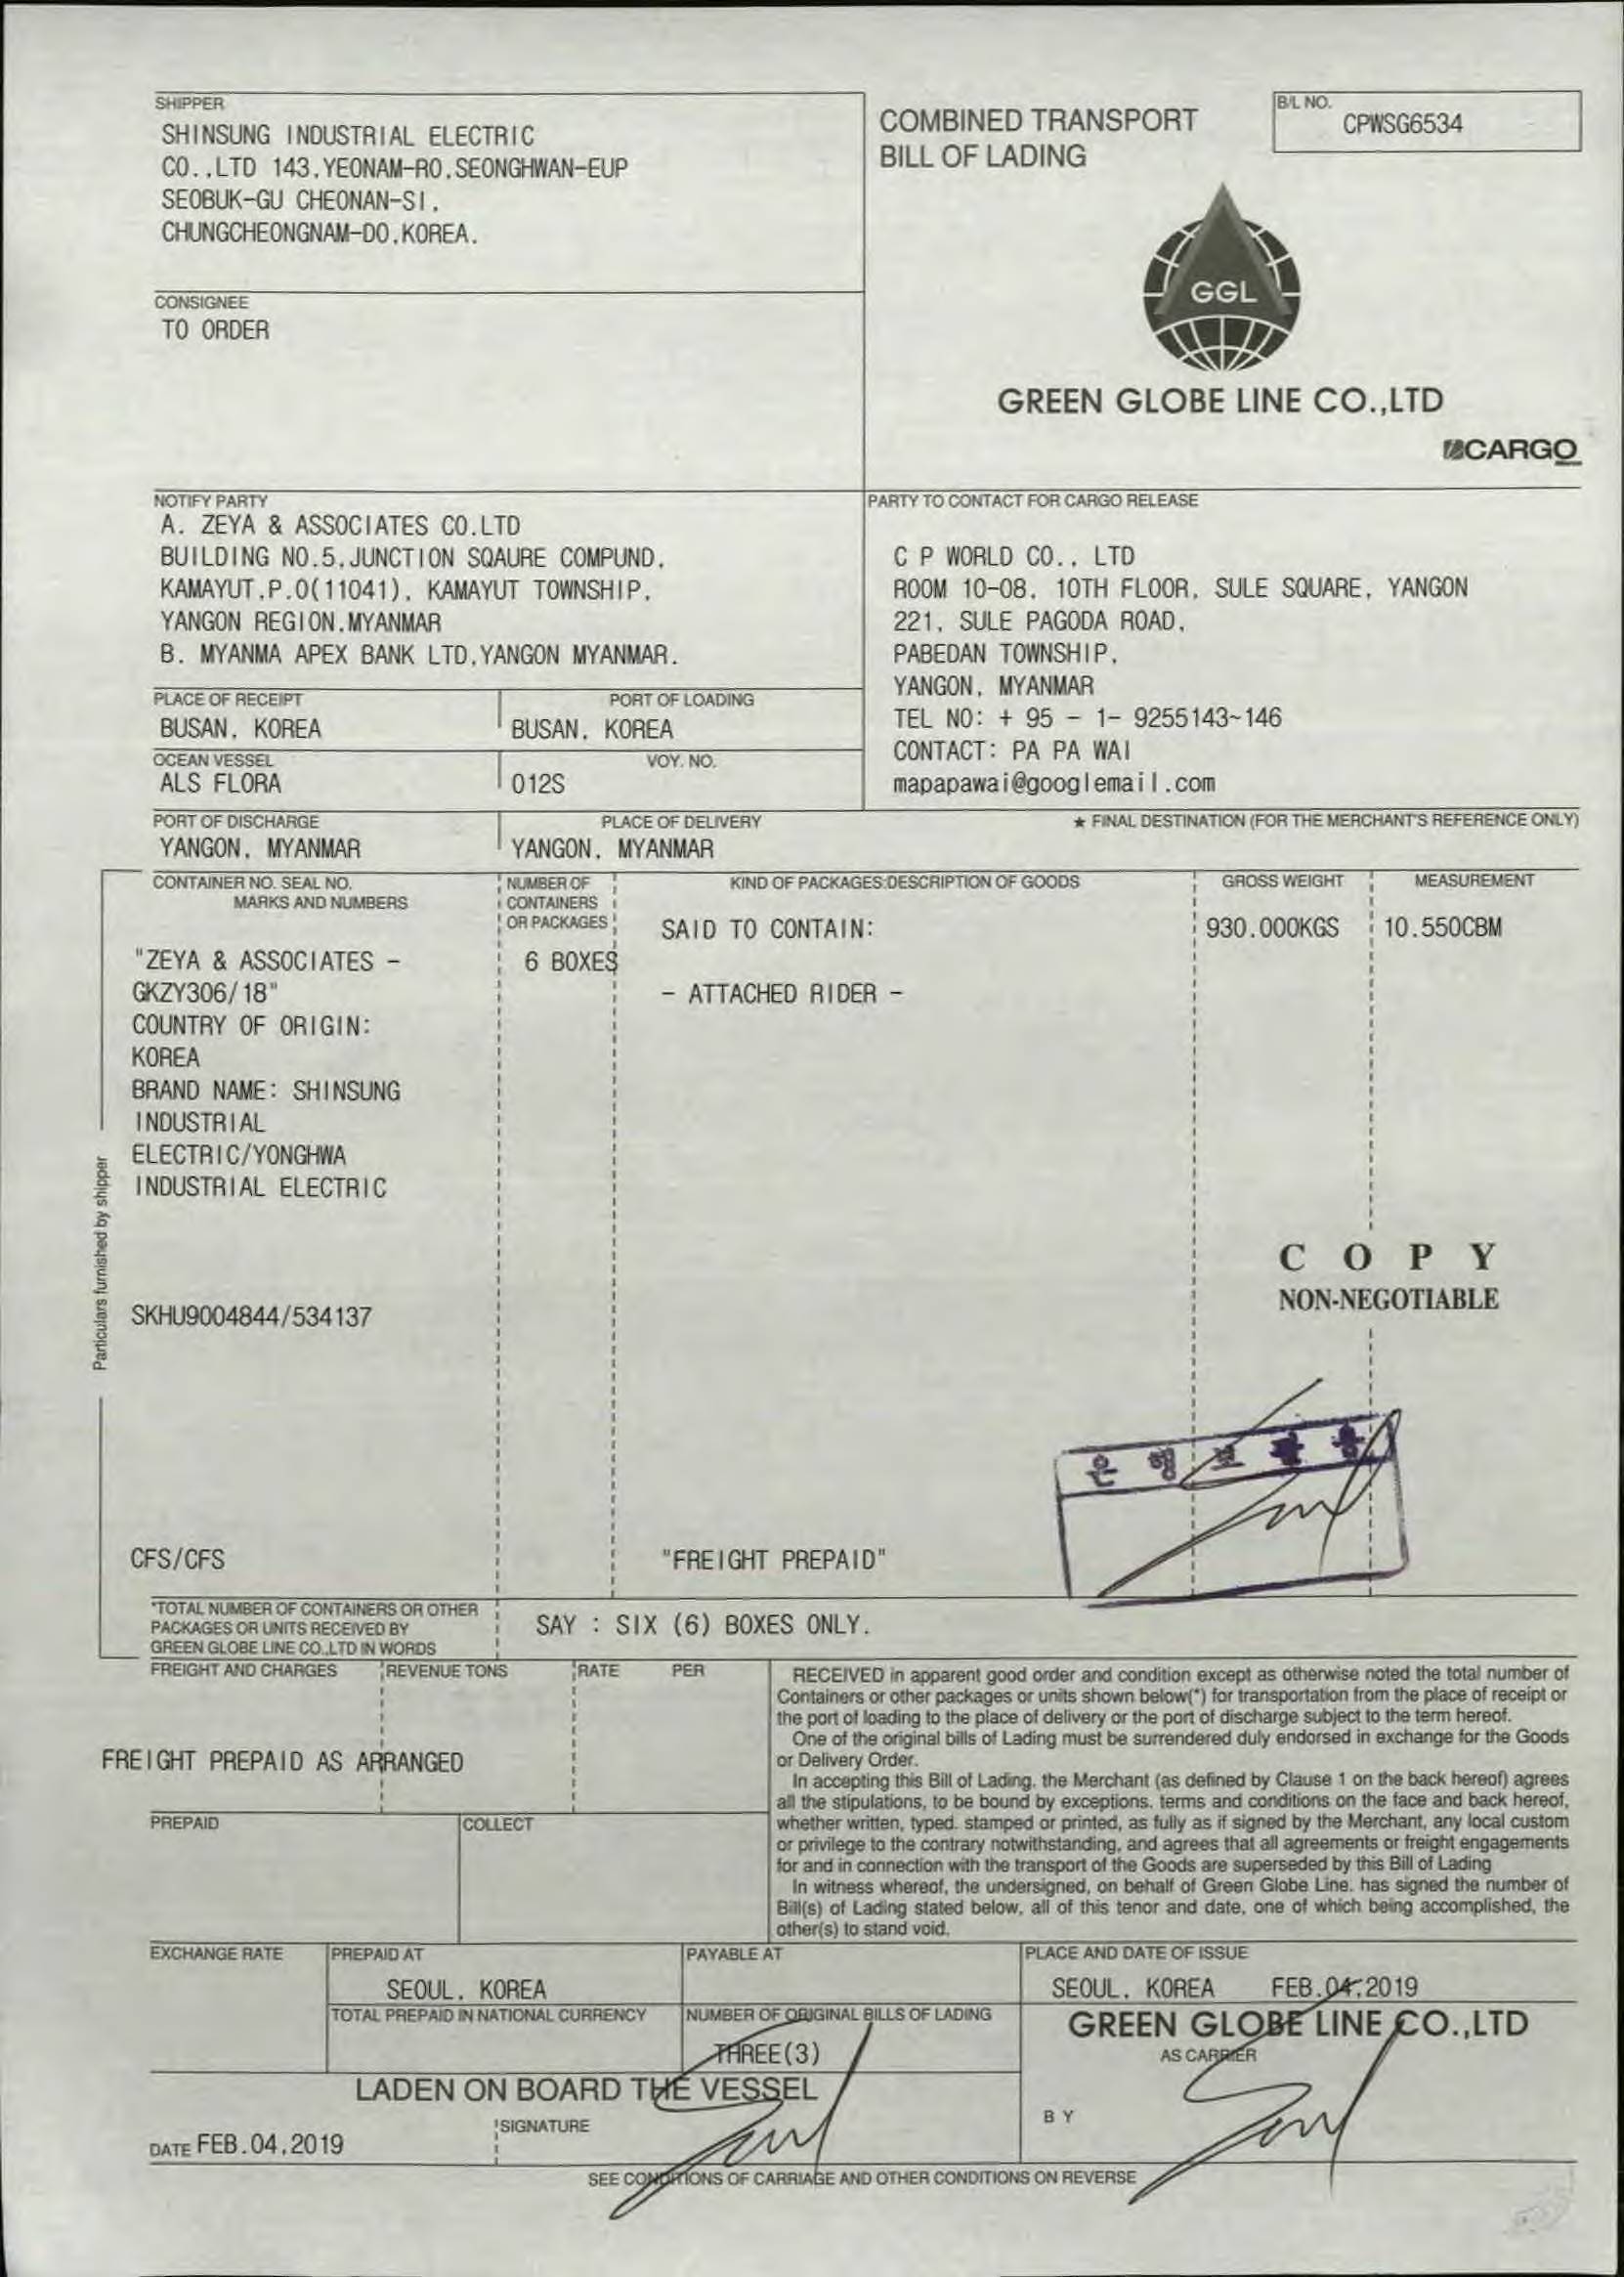 SHIPPER
SHINSUNG INDUSTRIAL ELECTRIC
CO.,LTD 143,YEONAM-RO,SEONGHWAN-EUP
SEOBUK-GU CHEONAN-SI,
CHUNGCHEONGNAM-DO,KOREA.
COMBINED TRANSPORT
BILL OF LADING
B/L NO.
CPWSG6534
GGL
GREEN GLOBE LINE CO.,LTD
CARGO
CONSIGNEE
TO ORDER
NOTIFY PARTY
A. ZEYA & ASSOCIATES CO.LTD
BUILDING NO.5,JUNCTION SQAURE COMPUND,
KAMAYUT,P.O(11041), KAMAYUT TOWNSHIP,
YANGON REGION,MYANMAR
B. MYANMA APEX BANK LTD,YANGON MYANMAR.
PARTY TO CONTACT FOR CARGO RELEASE
C P WORLD CO., LTD
ROOM 10-08, 10TH FLOOR, SULE SQUARE, YANGON
221, SULE PAGODA ROAD,
PABEDAN TOWNSHIP,
YANGON, MYANMAR
TEL NO: + 95 - 1- 9255143~146
CONTACT: PA PA WAI
mapapawai@googlemail.com
PLACE OF RECEIPT
BUSAN, KOREA
PORT OF LOADING
BUSAN, KOREA
OCEAN VESSEL
ALS FLORA
VOY. NO.
012S
PORT OF DISCHARGE
YANGON, MYANMAR
PLACE OF DELIVERY
YANGON, MYANMAR
★ FINAL DESTINATION (FOR THE MERCHANT'S REFERENCE ONLY)
CONTAINER NO. SEAL NO.
MARKS AND NUMBERS
NUMBER OF
CONTAINERS
OR PACKAGES
KIND OF PACKAGES:DESCRIPTION OF GOODS
GROSS WEIGHT
MEASUREMENT
SAID TO CONTAIN:
930.000KGS
10.550CBM
"ZEYA & ASSOCIATES -
6 BOXES
GKZY306/18"
- ATTACHED RIDER -
COUNTRY OF ORIGIN:
KOREA
BRAND NAME: SHINSUNG
INDUSTRIAL
ELECTRIC/YONGHWA
INDUSTRIAL ELECTRIC
Particulars furnished by shipper
COPY
NON-NEGOTIABLE
SKHU9004844/534137
은행보관용
CFS/CFS
"FREIGHT PREPAID"
*TOTAL NUMBER OF CONTAINERS OR OTHER
PACKAGES OR UNITS RECEIVED BY
GREEN GLOBE LINE CO.,LTD IN WORDS
SAY : SIX (6) BOXES ONLY.
FREIGHT AND CHARGES
REVENUE TONS
RATE
PER
FREIGHT PREPAID AS ARRANGED
PREPAID
COLLECT
RECEIVED in apparent good order and condition except as otherwise noted the total number of
Containers or other packages or units shown below(*) for transportation from the place of receipt or
the port of loading to the place of delivery or the port of discharge subject to the term hereof.
One of the original bills of Lading must be surrendered duly endorsed in exchange for the Goods
or Delivery Order.
In accepting this Bill of Lading, the Merchant (as defined by Clause 1 on the back hereof) agrees
all the stipulations, to be bound by exceptions, terms and conditions on the face and back hereof,
whether written, typed, stamped or printed, as fully as if signed by the Merchant, any local custom
or privilege to the contrary notwithstanding, and agrees that all agreements or freight engagements
for and in connection with the transport of the Goods are superseded by this Bill of Lading
In witness whereof, the undersigned, on behalf of Green Globe Line. has signed the number of
Bill(s) of Lading stated below, all of this tenor and date, one of which being accomplished, the
other(s) to stand void.
EXCHANGE RATE
PREPAID AT
SEOUL, KOREA
PAYABLE AT
PLACE AND DATE OF ISSUE
SEOUL, KOREA FEB.04,2019
TOTAL PREPAID IN NATIONAL CURRENCY
NUMBER OF ORIGINAL BILLS OF LADING
THREE(3)
GREEN GLOBE LINE CO.,LTD
AS CARRIER
LADEN ON BOARD THE VESSEL
SIGNATURE
BY
DATE FEB.04,2019
SEE CONDITIONS OF CARRIAGE AND OTHER CONDITIONS ON REVERSE